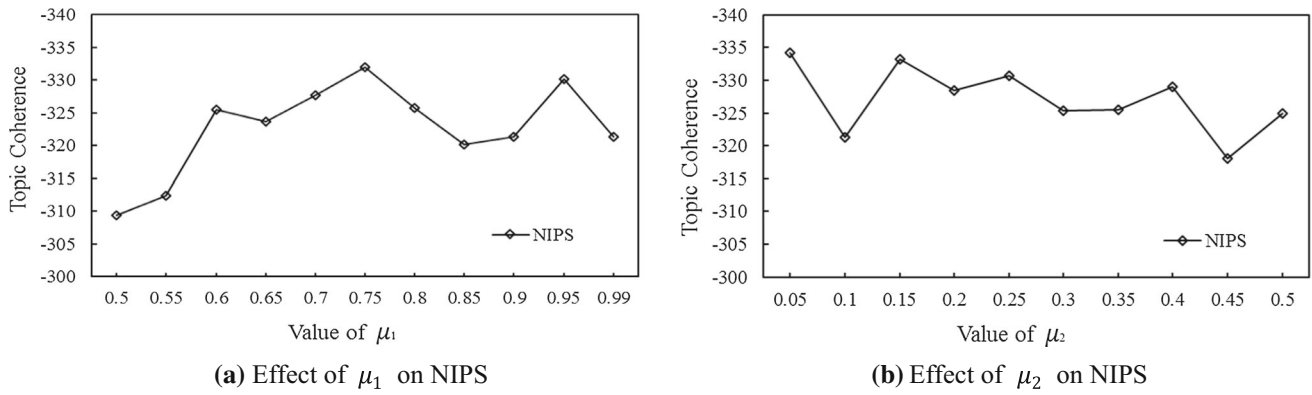 -340
-335
-330
-325
-320
-315
-310
-305
-300
Topic Coherence
NIPS
0.5 0.55 0.6 0.65 0.7 0.75 0.8 0.85 0.9 0.95 0.99
Value of μ₁
(a) Effect of μ₁ on NIPS
-340
-335
-330
-325
-320
-315
-310
-305
-300
Topic Coherence
NIPS
0.05 0.1 0.15 0.2 0.25 0.3 0.35 0.4 0.45 0.5
Value of μ₂
(b) Effect of μ₂ on NIPS